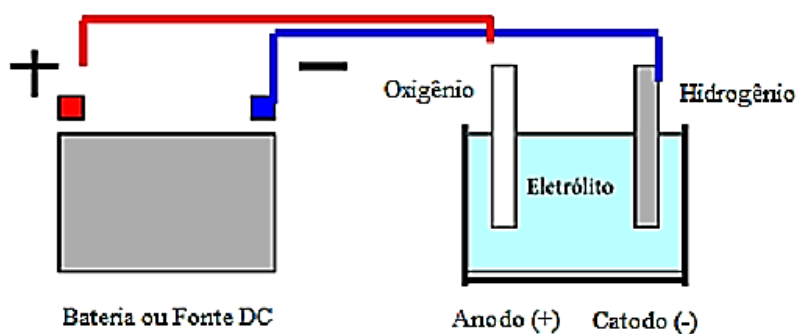 +
−
Oxigênio
Hidrogênio
Eletrólito
Bateria ou Fonte DC
Anodo (+)
Catodo (-)